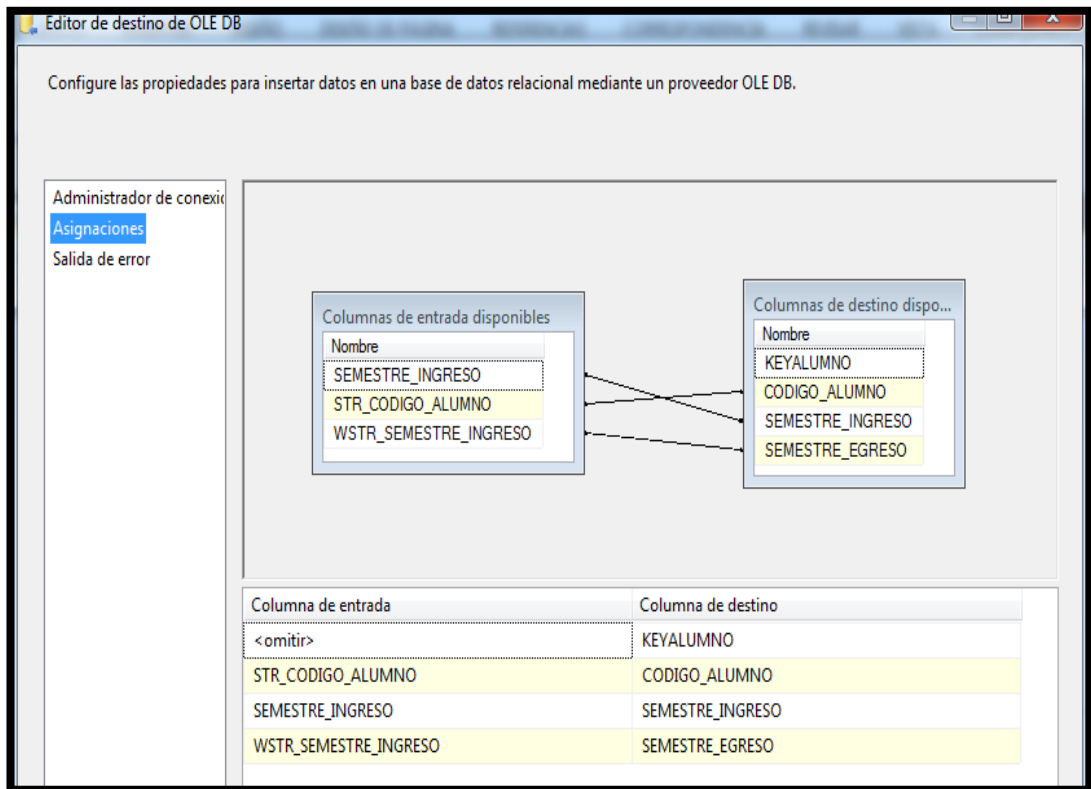 Editor de destino de OLE DB
Configure las propiedades para insertar datos en una base de datos relacional mediante un proveedor OLE DB.
Administrador de conexi
Asignaciones
Salida de error
Columnas de entrada disponibles
Nombre
SEMESTRE_INGRESO
STR_CODIGO_ALUMNO
WSTR_SEMESTRE_INGRESO
Columnas de destino dispo...
Nombre
KEYALUMNO
CODIGO_ALUMNO
SEMESTRE_INGRESO
SEMESTRE_EGRESO
Columna de entrada Columna de destino
<omitir> KEYALUMNO
STR_CODIGO_ALUMNO CODIGO_ALUMNO
SEMESTRE_INGRESO SEMESTRE_INGRESO
WSTR_SEMESTRE_INGRESO SEMESTRE_EGRESO